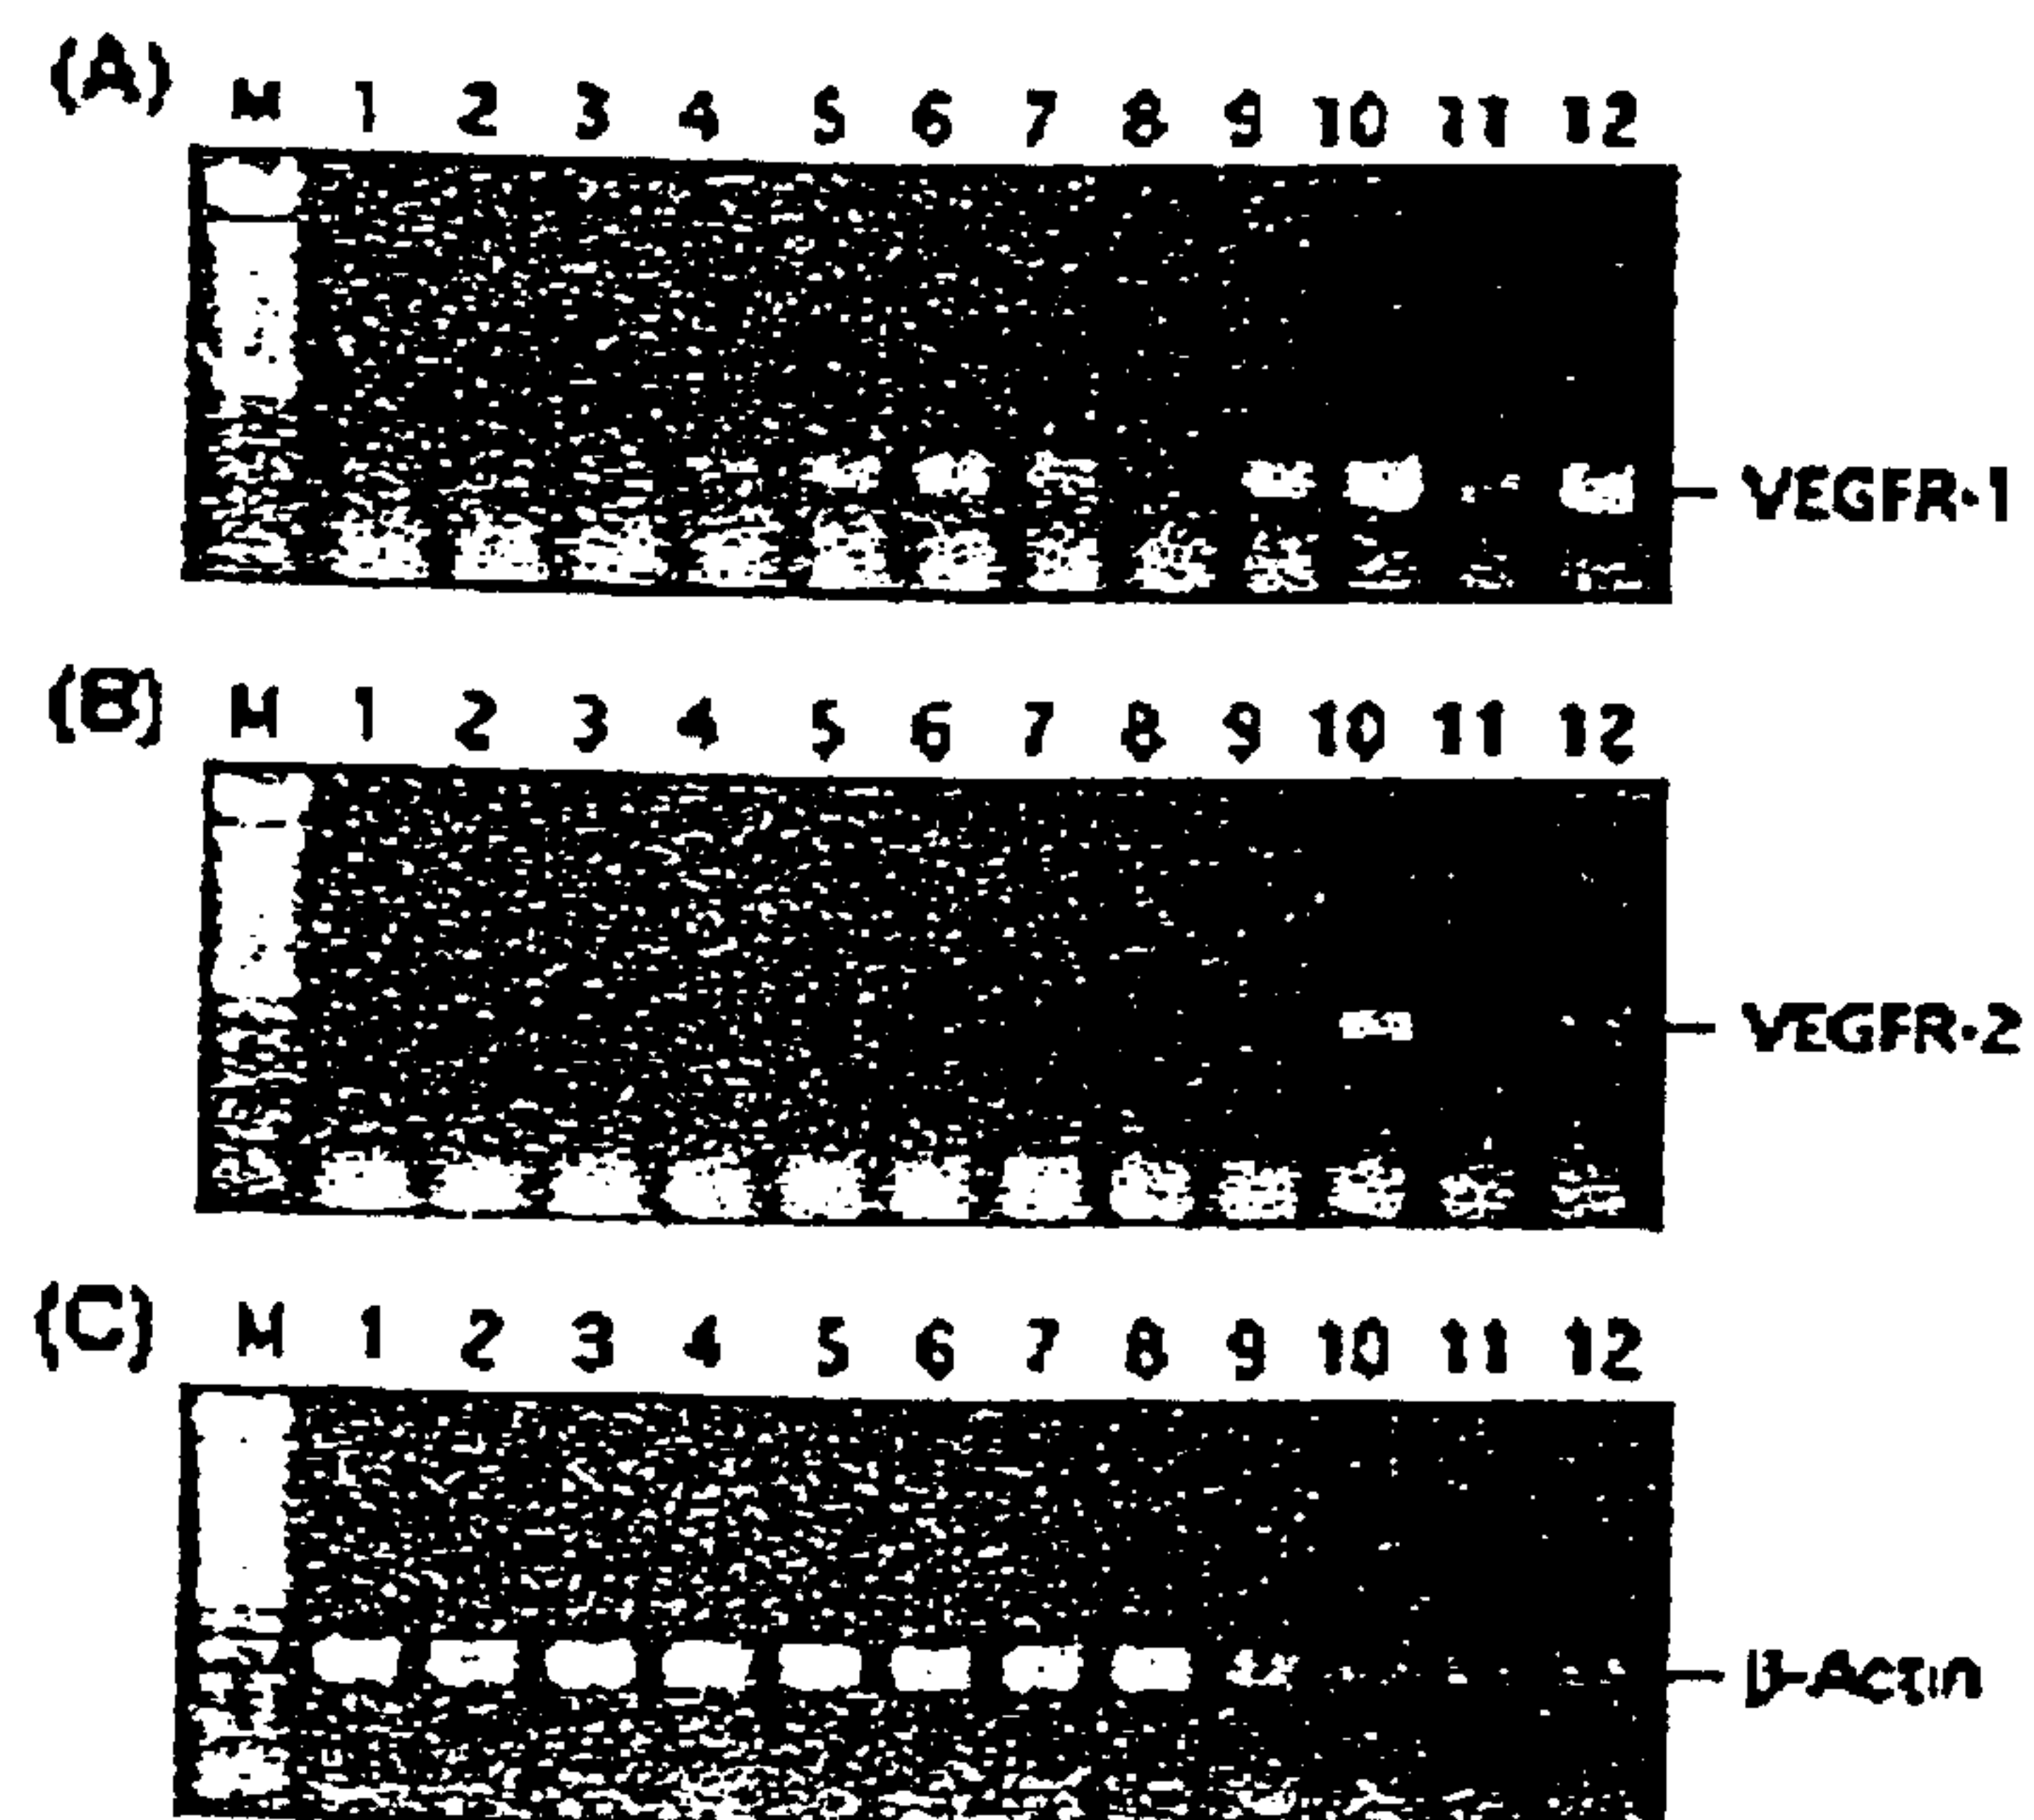 (A) M 1 2 3 4 5 6 7 8 9 10 11 12
VEGFR-1
(B) M 1 2 3 4 5 6 7 8 9 10 11 12
VEGFR-2
(C) M 1 2 3 4 5 6 7 8 9 10 11 12
β-Actin